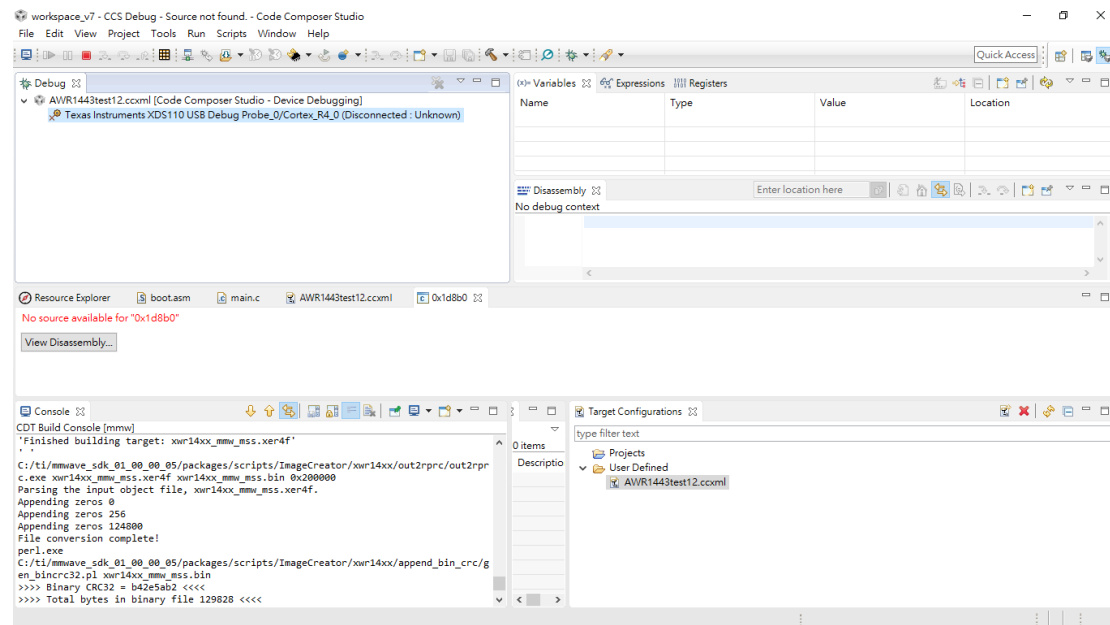 workspace_v7 - CCS Debug - Source not found. - Code Composer Studio
File Edit View Project Tools Run Scripts Window Help
Quick Access
Debug
AWR1443test12.ccxml [Code Composer Studio - Device Debugging]
Texas Instruments XDS110 USB Debug Probe_0/Cortex_R4_0 (Disconnected : Unknown)
(x)= Variables Expressions Registers
Name Type Value Location
Disassembly Enter location here
No debug context
Resource Explorer boot.asm main.c AWR1443test12.ccxml 0x1d8b0
No source available for "0x1d8b0"
View Disassembly...
Console
CDT Build Console [mmw]
'Finished building target: xwr14xx_mmw_mss.xer4f'
' '
C:/ti/mmwave_sdk_01_00_00_05/packages/scripts/ImageCreator/xwr14xx/out2rprc/out2rpr
c.exe xwr14xx_mmw_mss.xer4f xwr14xx_mmw_mss.bin 0x200000
Parsing the input object file, xwr14xx_mmw_mss.xer4f.
Appending zeros 0
Appending zeros 256
Appending zeros 124800
File conversion complete!
perl.exe
C:/ti/mmwave_sdk_01_00_00_05/packages/scripts/ImageCreator/xwr14xx/append_bin_crc/g
en_bincrc32.pl xwr14xx_mmw_mss.bin
>>>> Binary CRC32 = b42e5ab2 <<<<
>>>> Total bytes in binary file 129828 <<<<
0 items
Descriptio
Target Configurations
type filter text
Projects
User Defined
AWR1443test12.ccxml